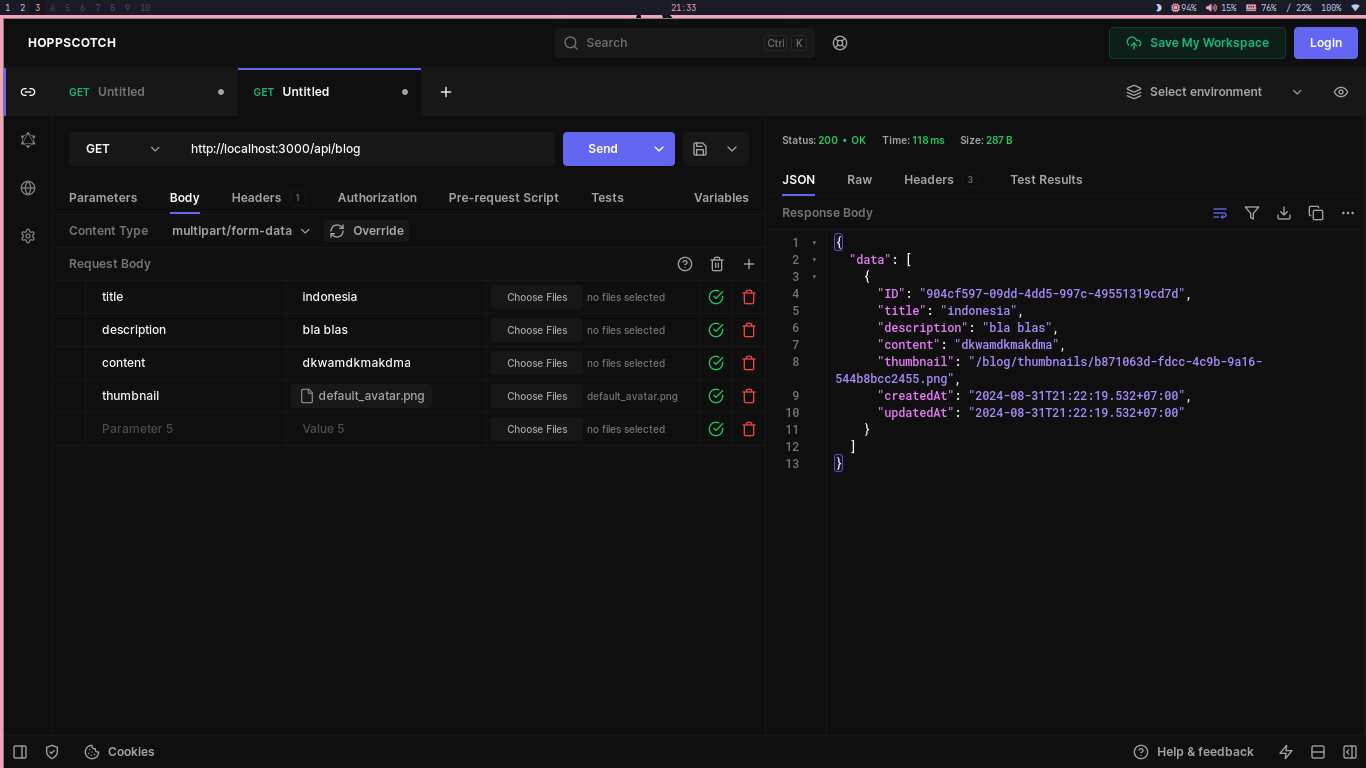 1 2 3 4 5 6 7 8 9 10 21:33 94% 15% 76% / 22% 100%
HOPPSCOTCH Search Ctrl K Save My Workspace Login
GET Untitled GET Untitled Select environment
GET http://localhost:3000/api/blog Send
Parameters Body Headers 1 Authorization Pre-request Script Tests Variables
Content Type multipart/form-data Override
Request Body
title indonesia Choose Files no files selected
description bla blas Choose Files no files selected
content dkwamdkmakdma Choose Files no files selected
thumbnail default_avatar.png Choose Files default_avatar.png
Parameter 5 Value 5 Choose Files no files selected
Status: 200 • OK Time: 118 ms Size: 287 B
JSON Raw Headers 3 Test Results
Response Body
1 {
2 "data": [
3 {
4 "ID": "904cf597-09dd-4dd5-997c-49551319cd7d",
5 "title": "indonesia",
6 "description": "bla blas",
7 "content": "dkwamdkmakdma",
8 "thumbnail": "/blog/thumbnails/b871063d-fdcc-4c9b-9a16-
544b8bcc2455.png",
9 "createdAt": "2024-08-31T21:22:19.532+07:00",
10 "updatedAt": "2024-08-31T21:22:19.532+07:00"
11 }
12 ]
13 }
Cookies Help & feedback